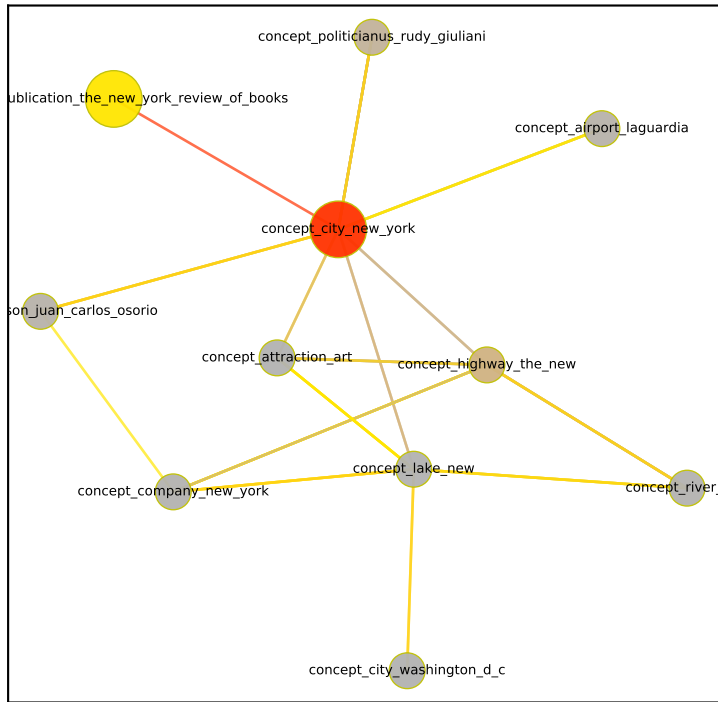 concept_politicianus_rudy_giuliani
ublication_the_new_york_review_of_books
concept_airport_laguardia
concept_city_new_york
son_juan_carlos_osorio
concept_attraction_art
concept_highway_the_new
concept_lake_new
concept_company_new_york
concept_river_
concept_city_washington_d_c